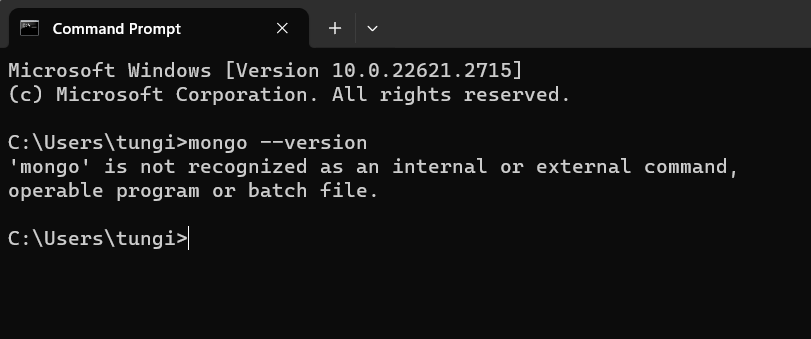 Command Prompt
Microsoft Windows [Version 10.0.22621.2715]
(c) Microsoft Corporation. All rights reserved.
C:\Users\tungi>mongo --version
'mongo' is not recognized as an internal or external command,
operable program or batch file.
C:\Users\tungi>